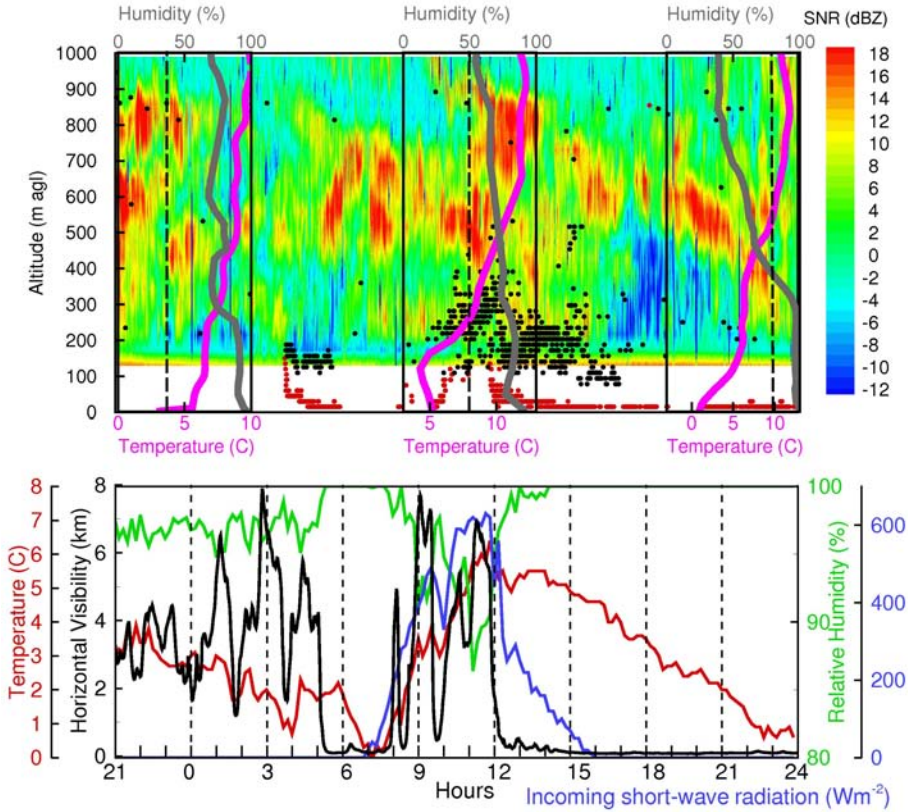 Humidity (%) Humidity (%) Humidity (%) SNR (dBZ)
0 50 100 0 50 100 0 50 100
1000
900
800
700
600
500
400
300
200
100
0
Altitude (m agl)
18
16
14
12
10
8
6
4
2
0
-2
-4
-6
-8
-10
-12
0 5 10 5 10 0 5 10
Temperature (C) Temperature (C) Temperature (C)
8 8 100
7
6 6 600
5
4 4 90 400
3
2 2 200
1
0 0 80 0
Temperature (C)
Horizontal Visibility (km)
Relative Humidity (%)
21 0 3 6 9 12 15 18 21 24
Hours Incoming short-wave radiation (Wm-2)